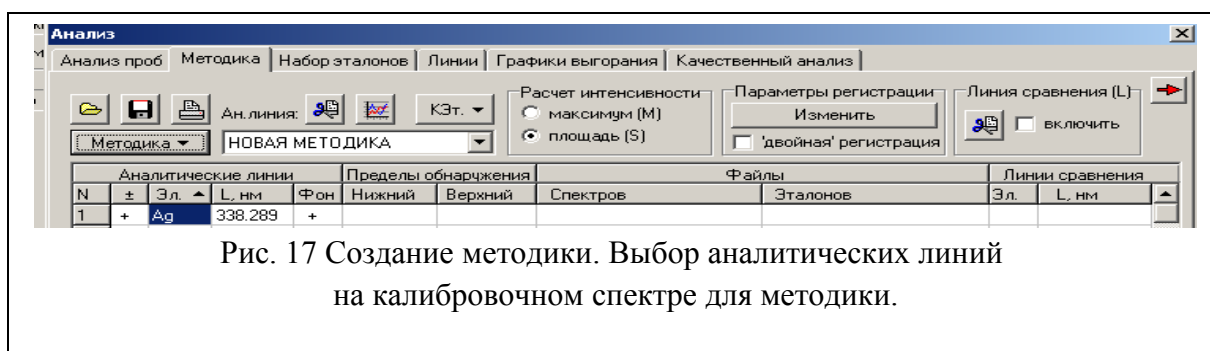 Анализ
Анализ проб Методика Набор эталонов Линии Графики выгорания Качественный анализ
Расчет интенсивности Параметры регистрации Линия сравнения (L)
Ан.линия: КЭт. максимум (M) Изменить включить
Методика НОВАЯ МЕТОДИКА площадь (S) 'двойная' регистрация
Аналитические линии Пределы обнаружения Файлы Линии сравнения
N ± Эл. L, нм Фон Нижний Верхний Спектров Эталонов Эл. L, нм
1 + Ag 338.289 +
Рис. 17 Создание методики. Выбор аналитических линий
на калибровочном спектре для методики.